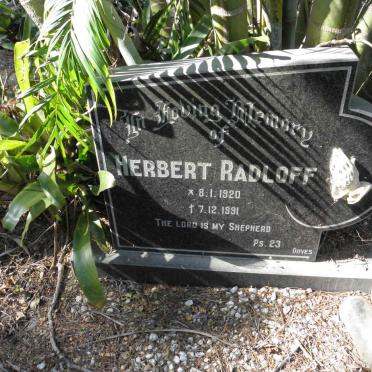 In Loving Memory
of
HERBERT RADLOFF
* 8.1.1920
† 7.12.1991
THE LORD IS MY SHEPHERD
PS. 23
DOVES